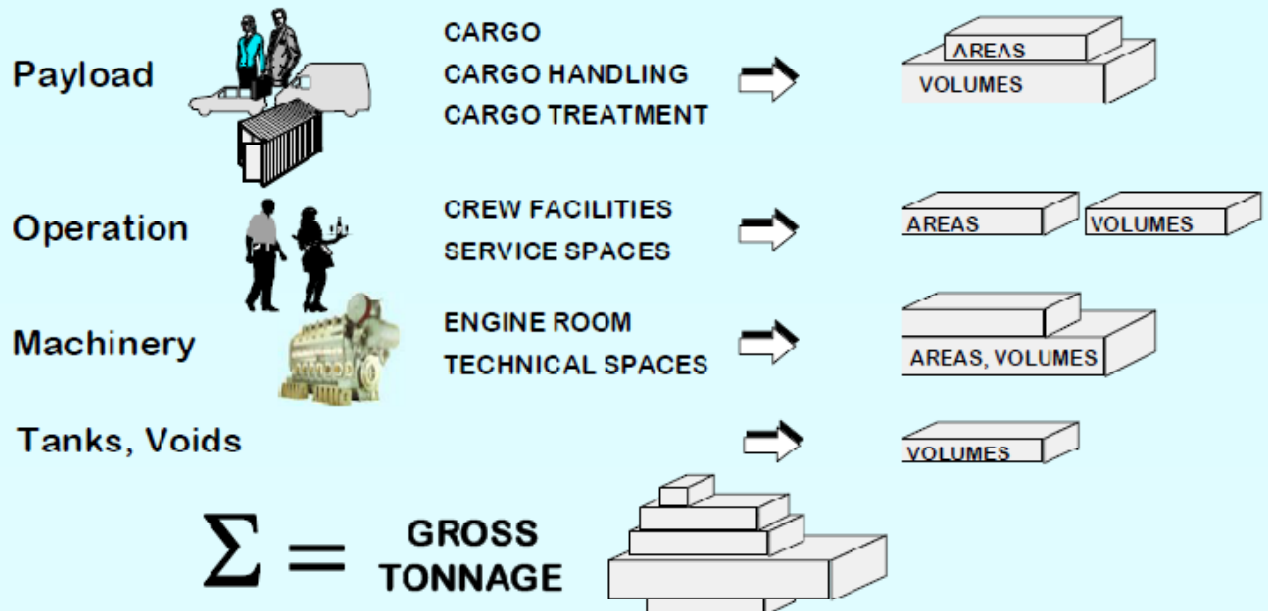 Payload
CARGO
CARGO HANDLING
CARGO TREATMENT
AREAS
VOLUMES
Operation
CREW FACILITIES
SERVICE SPACES
AREAS
VOLUMES
Machinery
ENGINE ROOM
TECHNICAL SPACES
AREAS, VOLUMES
Tanks, Voids
VOLUMES
Σ = GROSS
TONNAGE